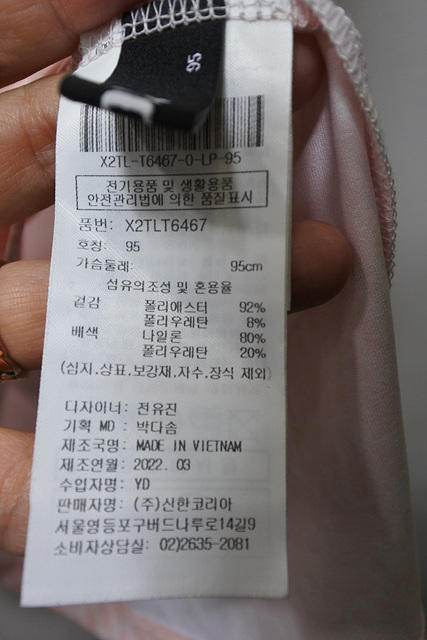 95
X2TL-T6467-0-LP-95
전기용품 및 생활용품
안전관리법에 의한 품질표시
품번: X2TLT6467
호칭: 95
가슴둘레: 95cm
섬유의조성 및 혼용율
겉감 폴리에스터 92%
폴리우레탄 8%
배색 나일론 80%
폴리우레탄 20%
(심지.상표.보강재.자수.장식 제외)
디자이너: 전유진
기획 MD : 박다솜
제조국명: MADE IN VIETNAM
제조연월: 2022. 03
수입자명: YD
판매자명: (주)신한코리아
서울영등포구버드나루로14길9
소비자상담실: 02)2635-2081